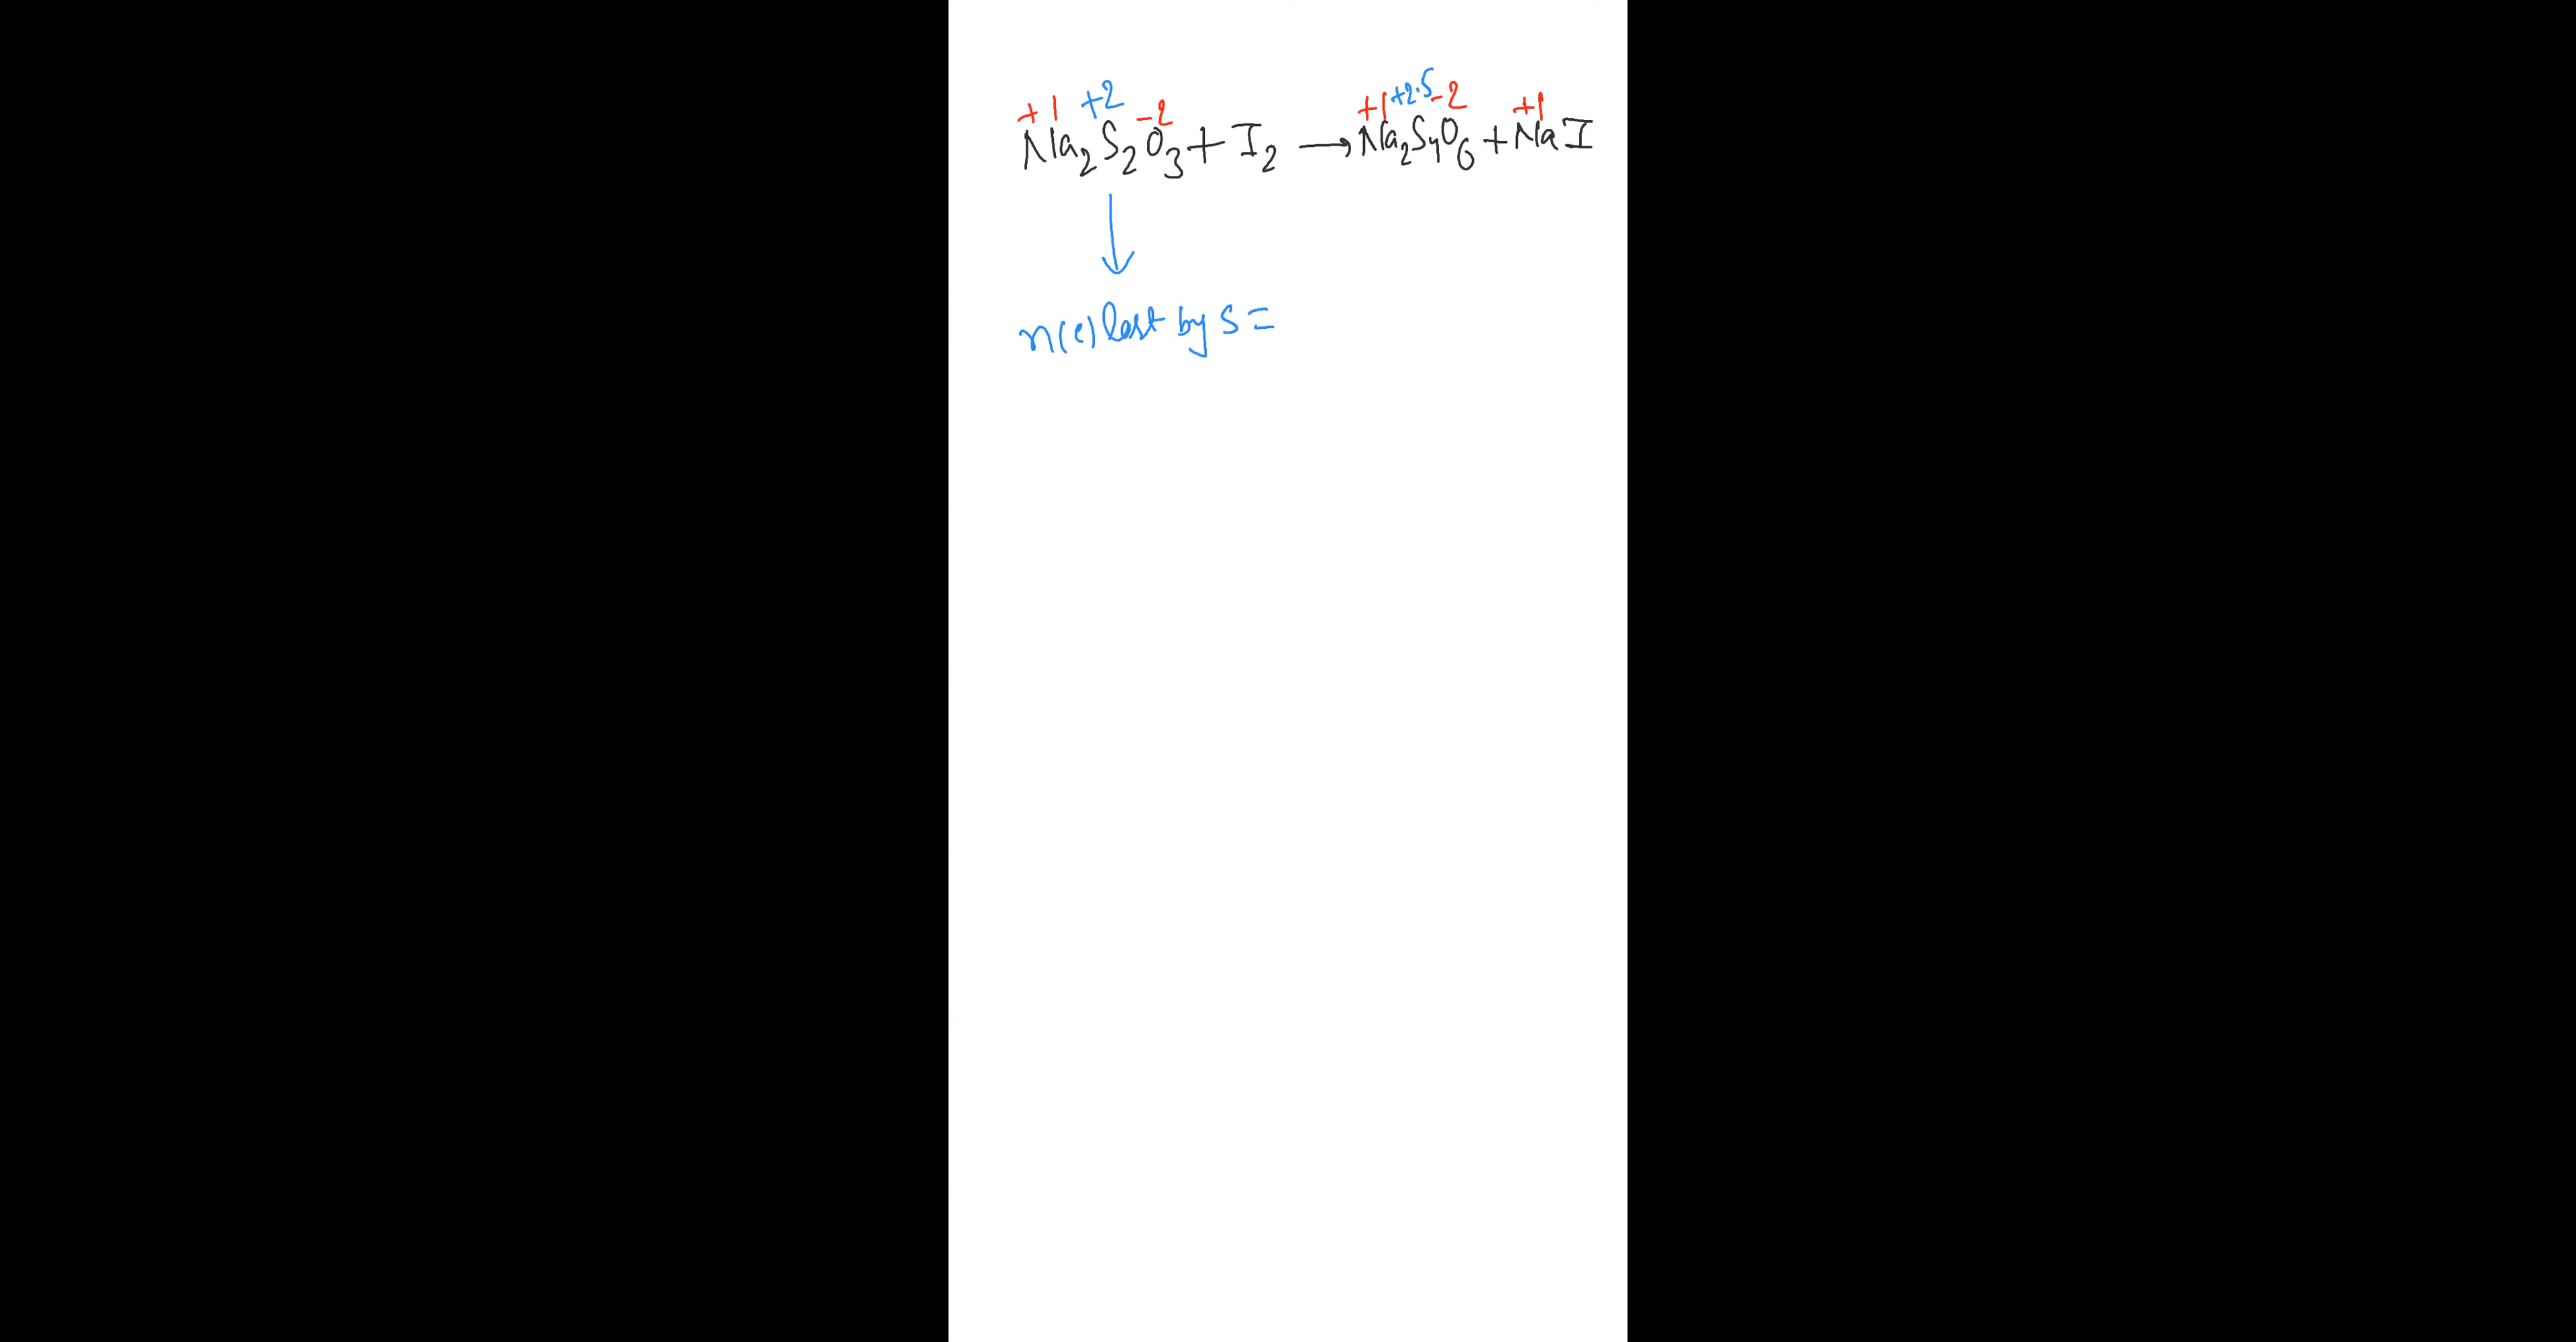 +1 +2 -2 +1 +2.5 -2 +1
Na2S2O3 + I2 → Na2S4O6 + NaI
n(e) lost by S =